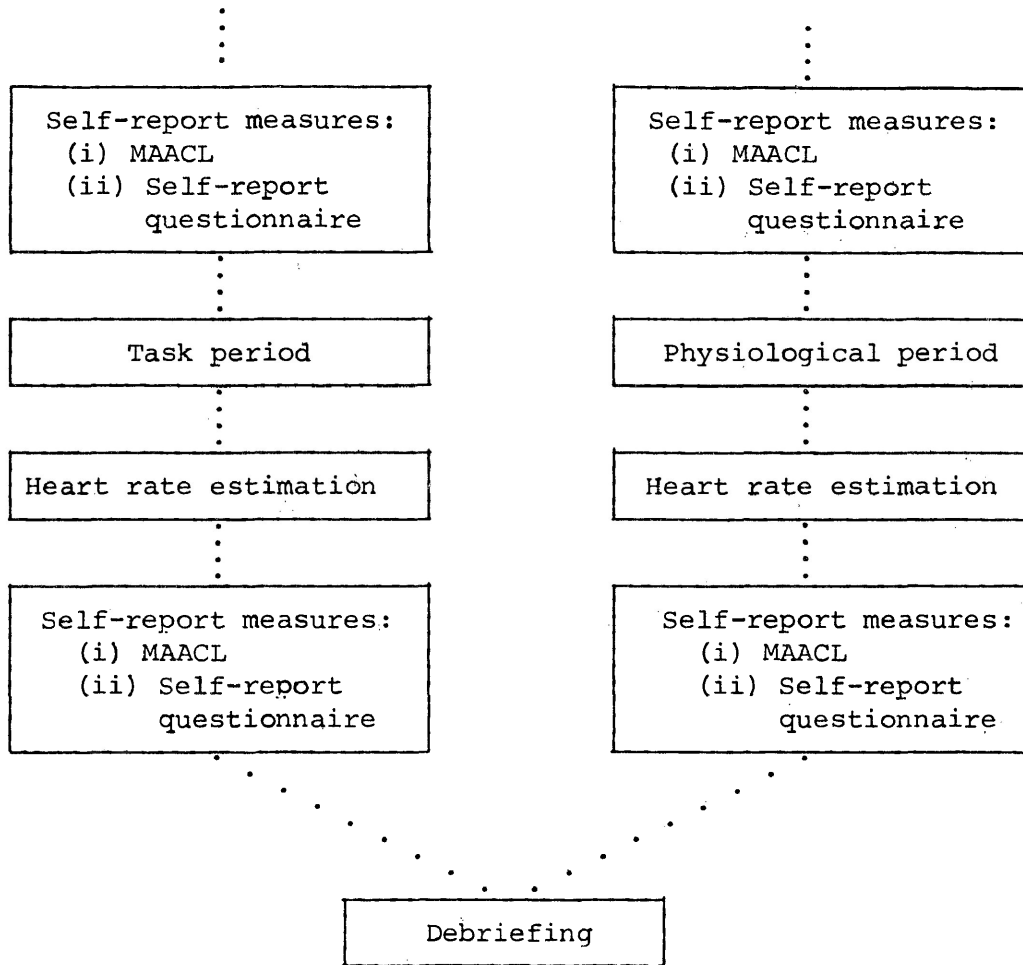 Self-report measures:
(i) MAACL
(ii) Self-report
questionnaire
Task period
Heart rate estimation
Self-report measures:
(i) MAACL
(ii) Self-report
questionnaire
Self-report measures:
(i) MAACL
(ii) Self-report
questionnaire
Physiological period
Heart rate estimation
Self-report measures:
(i) MAACL
(ii) Self-report
questionnaire
Debriefing